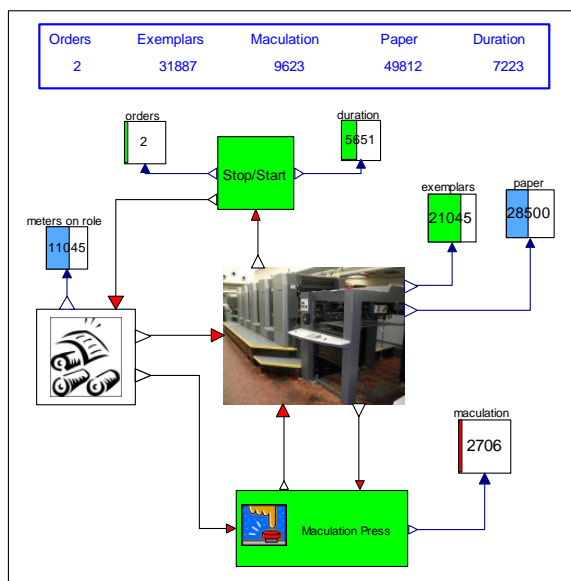 Orders Exemplars Maculation Paper Duration
2 31887 9623 49812 7223
orders
2
duration
5651
Stop/Start
exemplars
21045
paper
28500
meters on role
11045
maculation
2706
Maculation Press